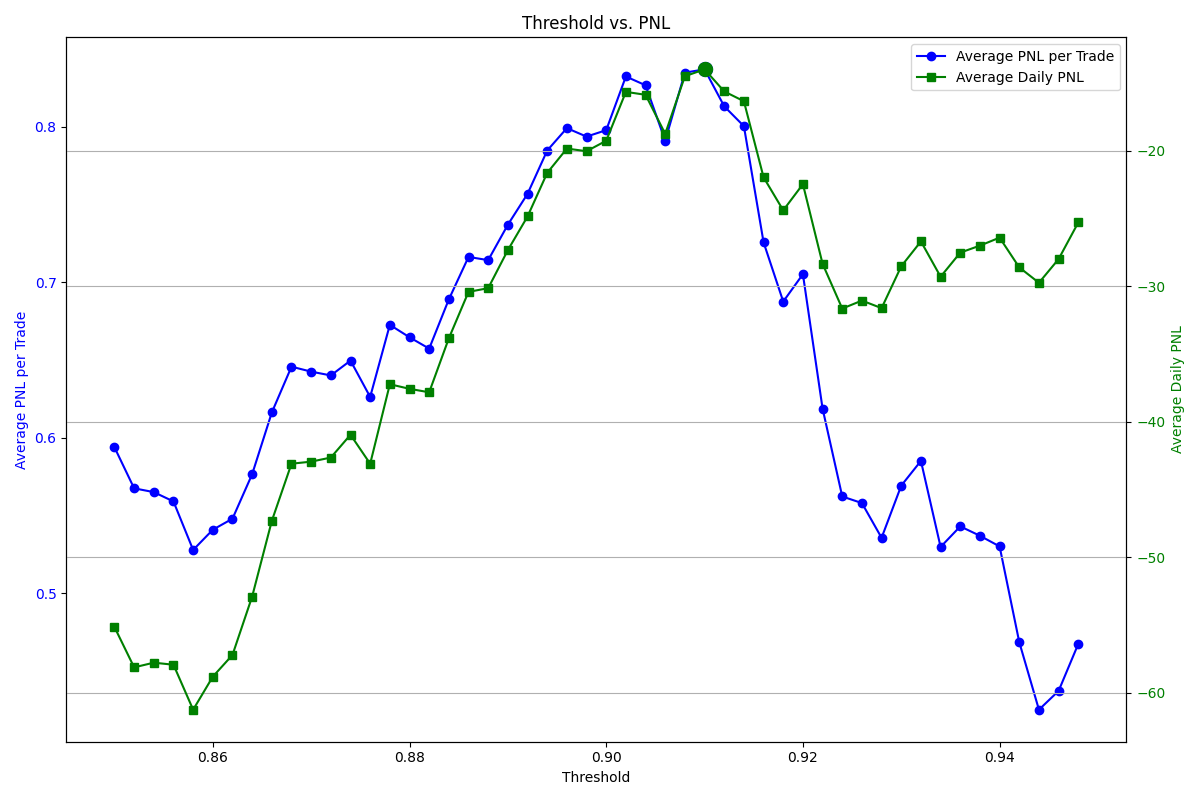 Threshold vs. PNL
Average PNL per Trade
Average Daily PNL
0.8
0.7
0.6
0.5
Average PNL per Trade
−20
−30
−40
−50
−60
Average Daily PNL
0.86 0.88 0.90 0.92 0.94
Threshold